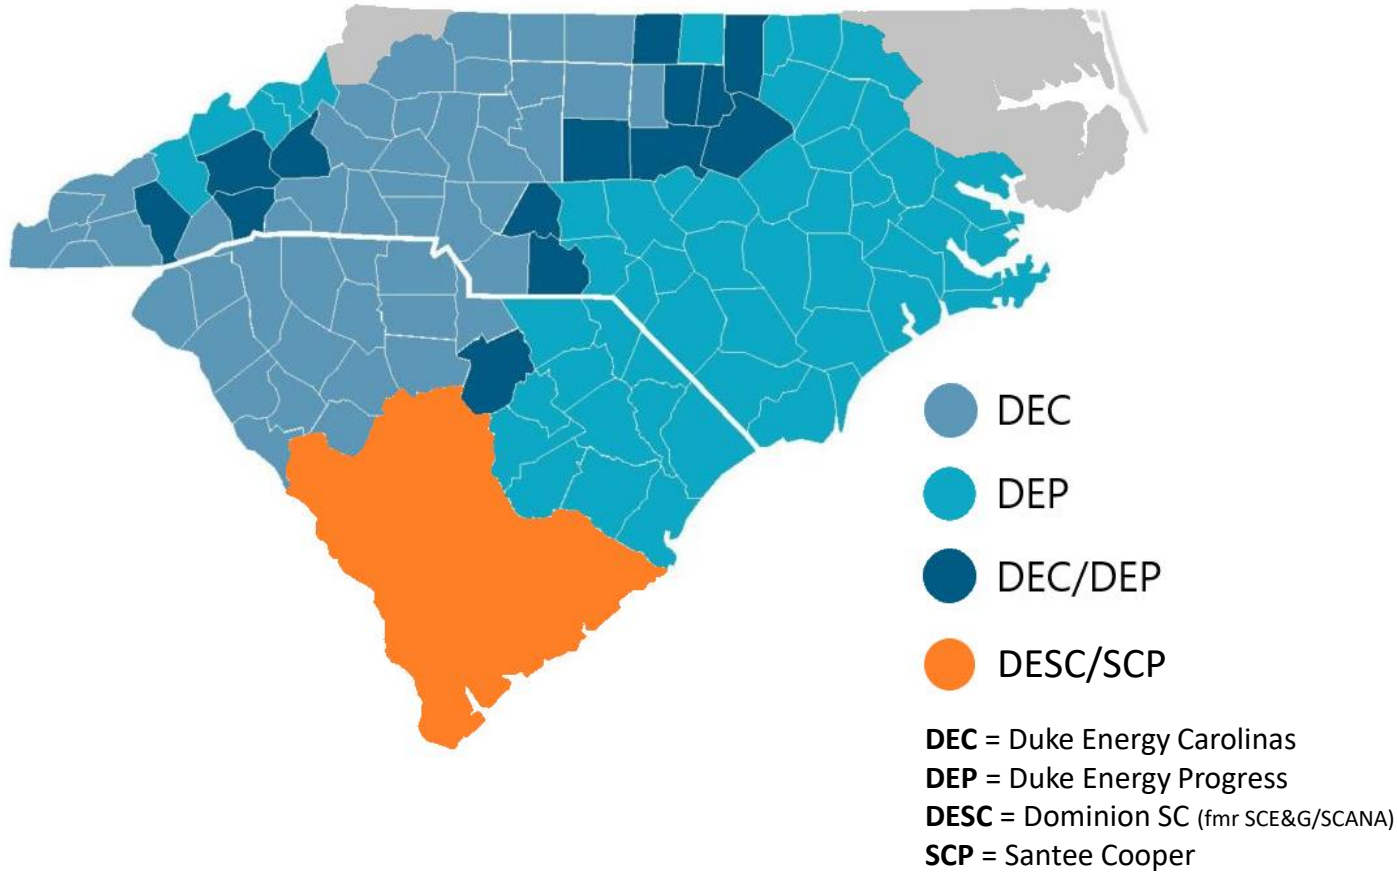 DEC
DEP
DEC/DEP
DESC/SCP
DEC = Duke Energy Carolinas
DEP = Duke Energy Progress
DESC = Dominion SC (fmr SCE&G/SCANA)
SCP = Santee Cooper